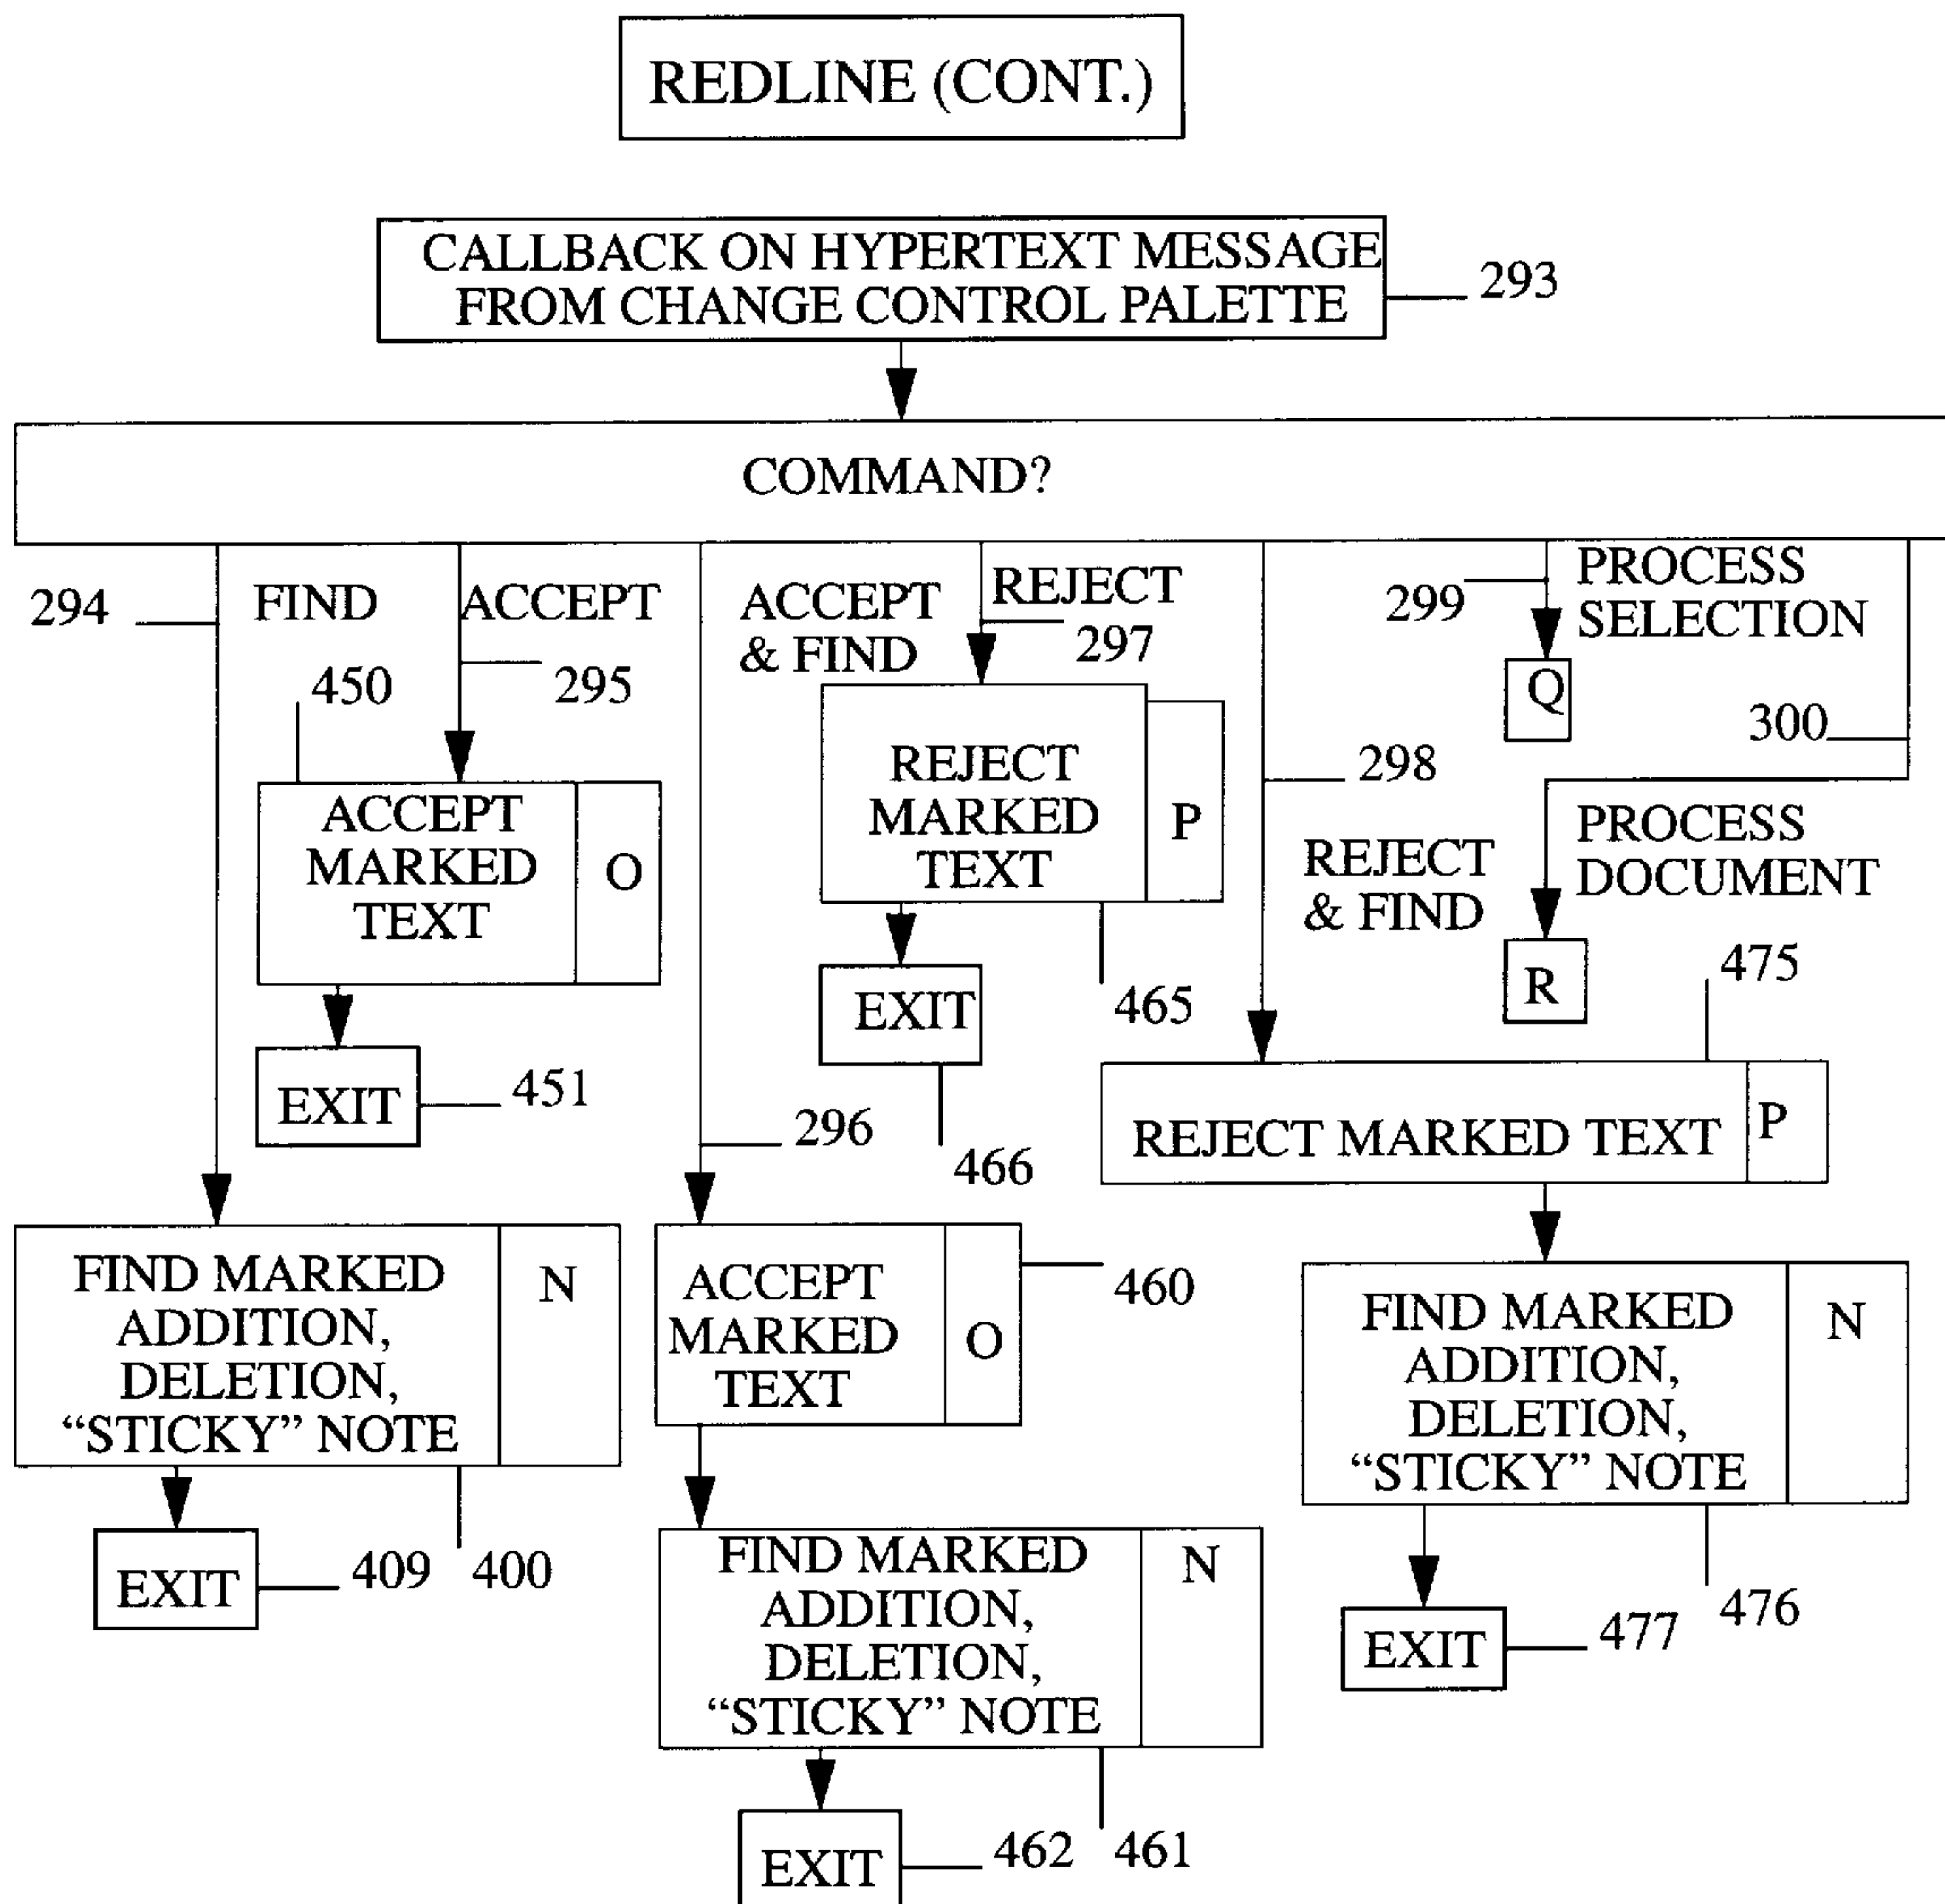 REDLINE (CONT.)
CALLBACK ON HYPERTEXT MESSAGE
FROM CHANGE CONTROL PALETTE
293
COMMAND?
294
FIND
ACCEPT
ACCEPT
& FIND
REJECT
297
299
PROCESS
SELECTION
450
295
Q
300
298
ACCEPT
MARKED
TEXT
O
REJECT
MARKED
TEXT
P
REJECT
& FIND
PROCESS
DOCUMENT
R
475
EXIT
451
EXIT
465
466
296
REJECT MARKED TEXT
P
FIND MARKED
ADDITION,
DELETION,
“STICKY” NOTE
N
ACCEPT
MARKED
TEXT
O
460
FIND MARKED
ADDITION,
DELETION,
“STICKY” NOTE
N
EXIT
409
400
FIND MARKED
ADDITION,
DELETION,
“STICKY” NOTE
N
EXIT
477
476
EXIT
462
461